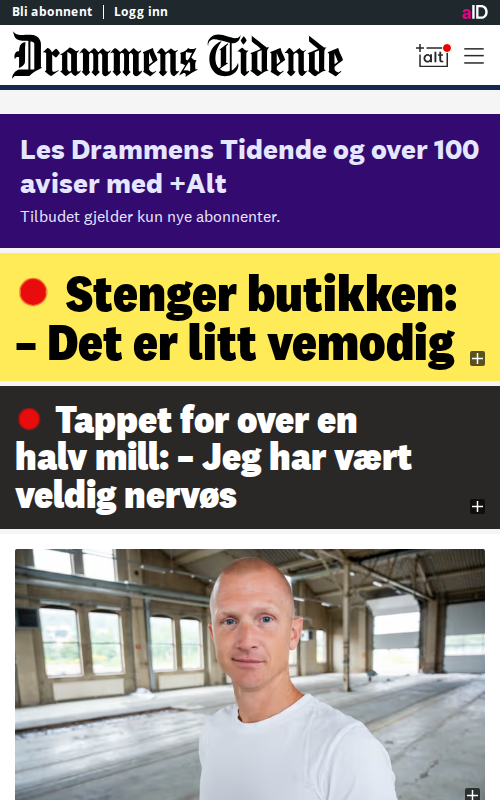 Bli abonnent | Logg inn
aID
Drammens Tidende
+alt
Les Drammens Tidende og over 100
aviser med +Alt
Tilbudet gjelder kun nye abonnenter.
Stenger butikken:
– Det er litt vemodig
Tappet for over en
halv mill: – Jeg har vært
veldig nervøs